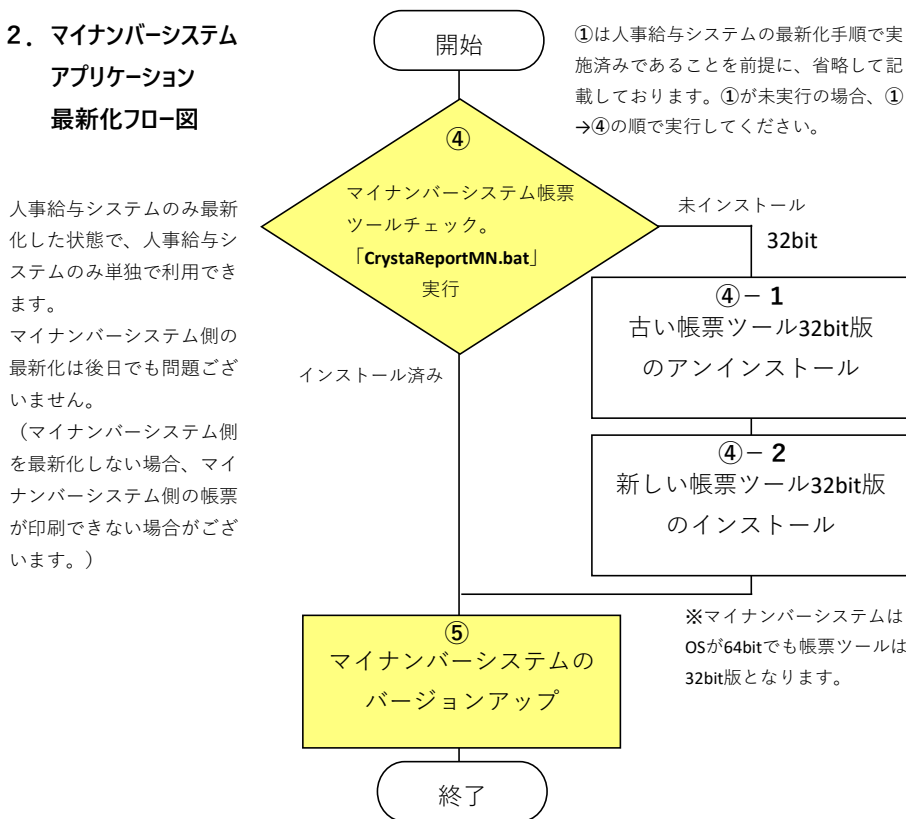 ２．マイナンバーシステム
アプリケーション
最新化フロー図
開始
①は人事給与システムの最新化手順で実
施済みであることを前提に、省略して記
載しております。①が未実行の場合、①
→④の順で実行してください。
④
マイナンバーシステム帳票
ツールチェック。
「CrystaReportMN.bat」
実行
人事給与システムのみ最新
化した状態で、人事給与シ
ステムのみ単独で利用でき
ます。
マイナンバーシステム側の
最新化は後日でも問題ござ
いません。
（マイナンバーシステム側
を最新化しない場合、マイ
ナンバーシステム側の帳票
が印刷できない場合がござ
います。）
未インストール
32bit
④－１
古い帳票ツール32bit版
のアンインストール
インストール済み
④－２
新しい帳票ツール32bit版
のインストール
※マイナンバーシステムは
OSが64bitでも帳票ツールは
32bit版となります。
⑤
マイナンバーシステムの
バージョンアップ
終了